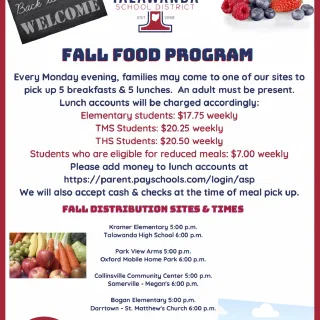 Back to
WELCOME
TALAWANDA
SCHOOL DISTRICT
EST 1953
FALL FOOD PROGRAM
Every Monday evening, families may come to one of our sites to
pick up 5 breakfasts & 5 lunches. An adult must be present.
Lunch accounts will be charged accordingly:
Elementary students: $17.75 weekly
TMS Students: $20.25 weekly
THS Students: $20.50 weekly
Students who are eligible for reduced meals: $7.00 weekly
Please add money to lunch accounts at
https://parent.payschools.com/login/asp
We will also accept cash & checks at the time of meal pick up.
FALL DISTRIBUTION SITES & TIMES
Kramer Elementary 5:00 p.m.
Talawanda High School 6:00 p.m.
Park View Arms 5:00 p.m.
Oxford Mobile Home Park 6:00 p.m.
Collinsville Community Center 5:00 p.m.
Somerville - Megan's 6:00 p.m.
Bogan Elementary 5:00 p.m.
Darrtown - St. Matthew's Church 6:00 p.m.